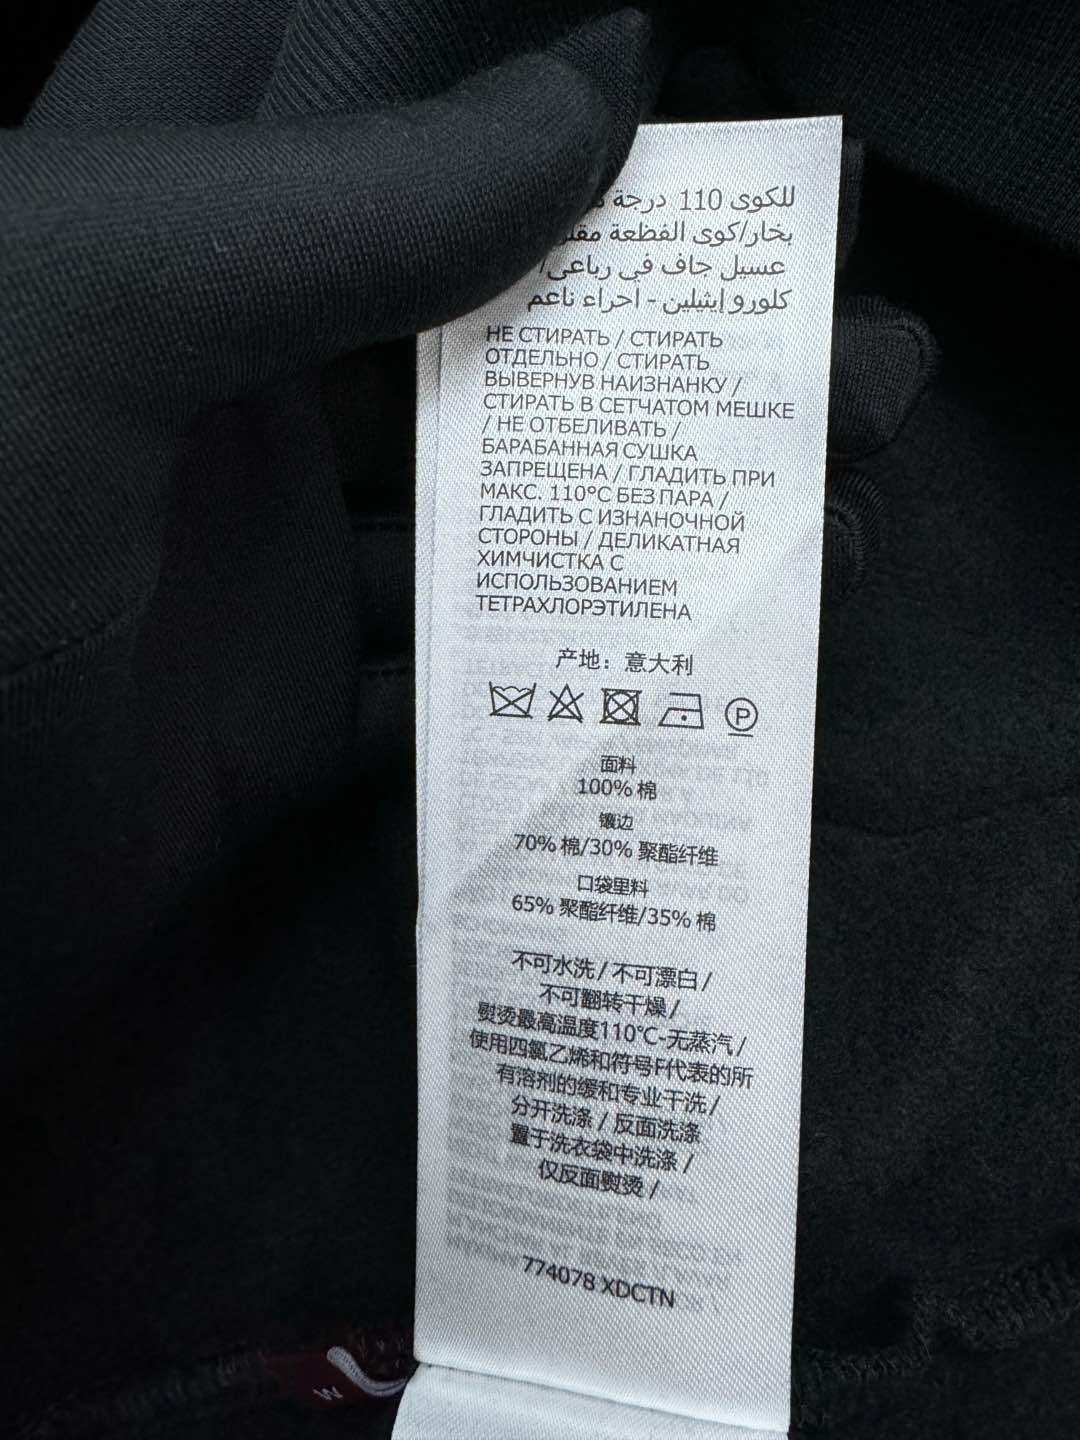 للكوى 110 درجة
بخار/كوى القطعة
غسيل جاف في رباعي/
كلورو إيثيلين - اجراء ناعم
НЕ СТИРАТЬ / СТИРАТЬ
ОТДЕЛЬНО / СТИРАТЬ
ВЫВЕРНУВ НАИЗНАНКУ /
СТИРАТЬ В СЕТЧАТОМ МЕШКЕ
/ НЕ ОТБЕЛИВАТЬ /
БАРАБАННАЯ СУШКА
ЗАПРЕЩЕНА / ГЛАДИТЬ ПРИ
МАКС. 110°C БЕЗ ПАРА /
ГЛАДИТЬ С ИЗНАНОЧНОЙ
СТОРОНЫ / ДЕЛИКАТНАЯ
ХИМЧИСТКА С
ИСПОЛЬЗОВАНИЕМ
ТЕТРАХЛОРЭТИЛЕНА
产地：意大利
P
面料
100% 棉
镶边
70% 棉/30% 聚酯纤维
口袋里料
65% 聚酯纤维/35% 棉
不可水洗 / 不可漂白 /
不可翻转干燥 /
熨烫最高温度110℃-无蒸汽 /
使用四氯乙烯和符号F代表的所
有溶剂的缓和专业干洗 /
分开洗涤 / 反面洗涤
置于洗衣袋中洗涤 /
仅反面熨烫 /
774078 XDCTN
M